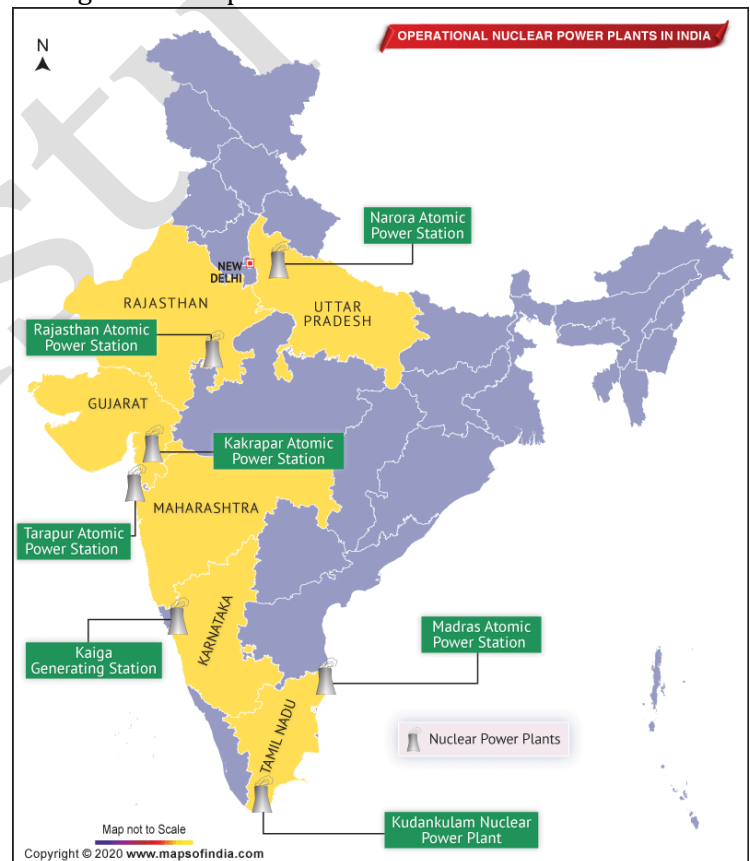 N
OPERATIONAL NUCLEAR POWER PLANTS IN INDIA
Narora Atomic
Power Station
NEW
DELHI
RAJASTHAN
UTTAR
PRADESH
Rajasthan Atomic
Power Station
GUJARAT
Kakrapar Atomic
Power Station
MAHARASHTRA
Tarapur Atomic
Power Station
KARNATAKA
Madras Atomic
Power Station
Kaiga
Generating Station
TAMIL NADU
Nuclear Power Plants
Kudankulam Nuclear
Power Plant
Map not to Scale
Copyright © 2020 www.mapsofindia.com